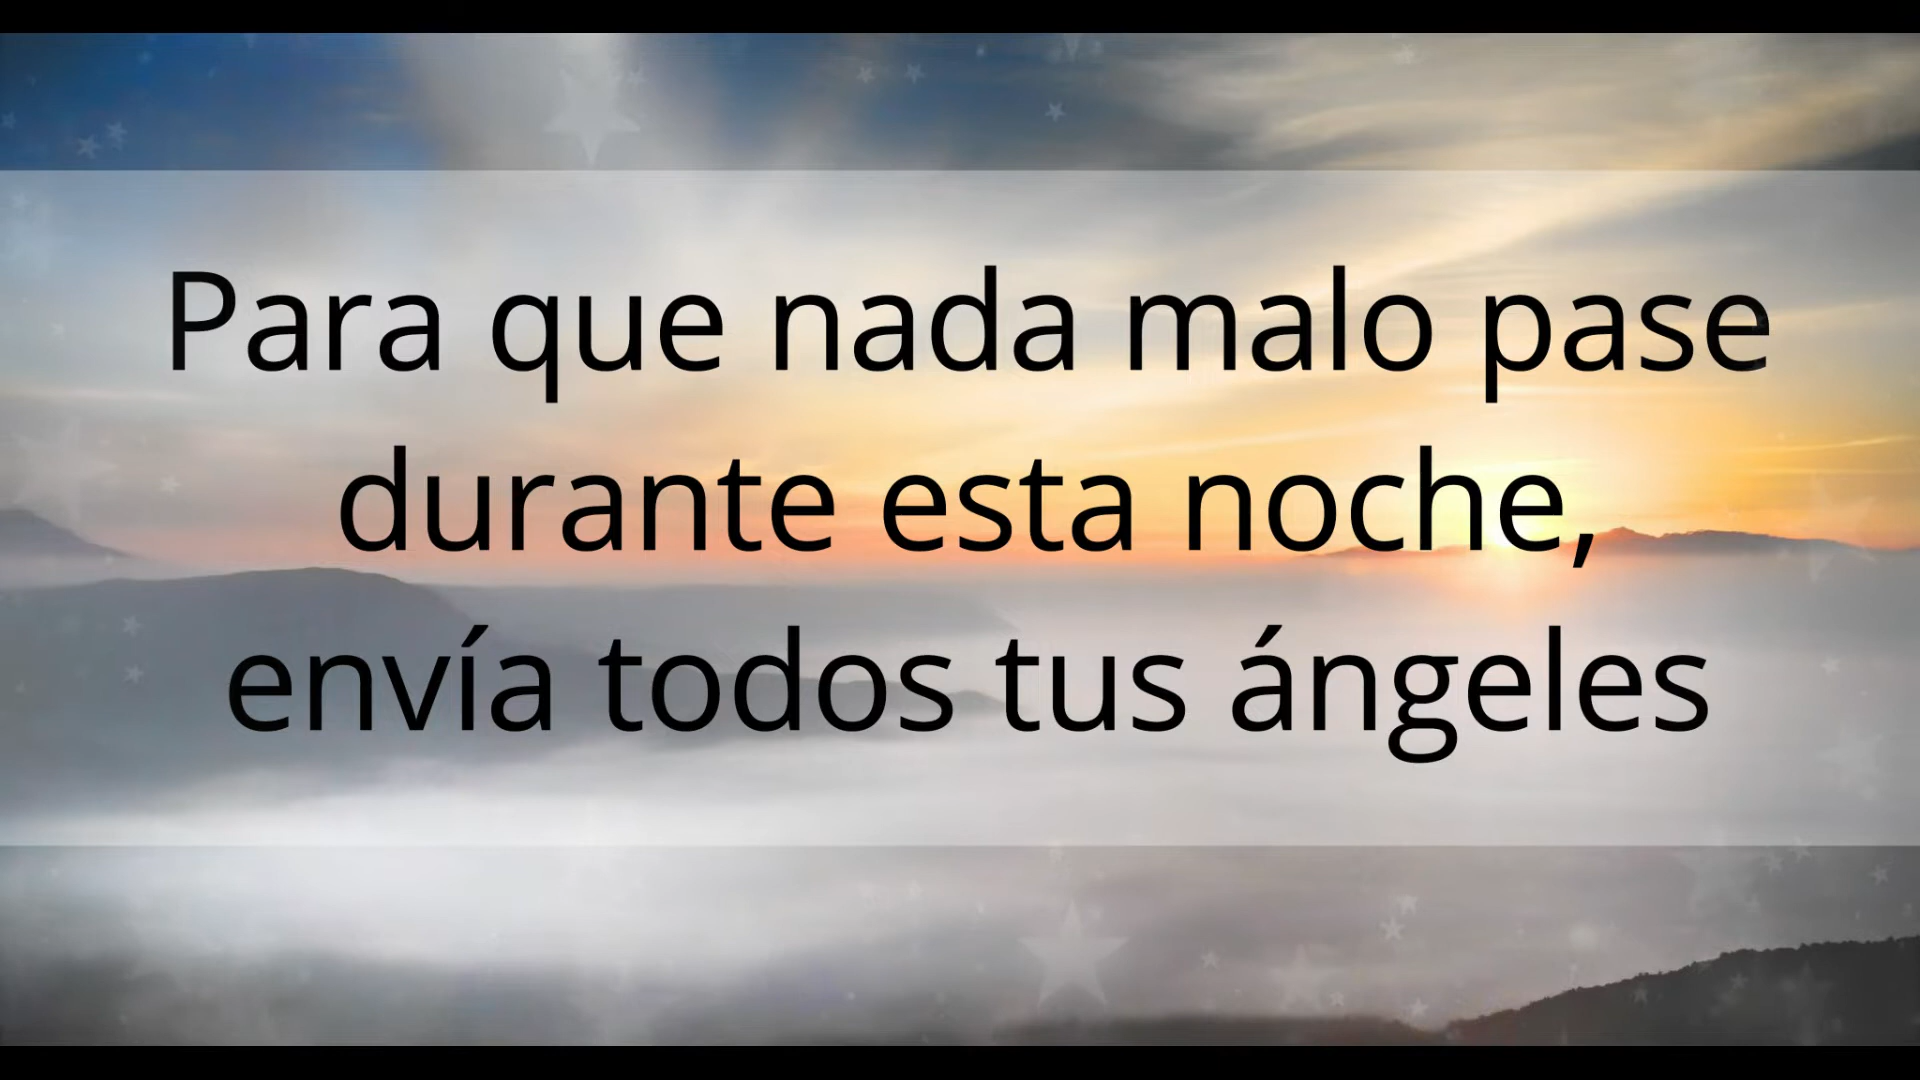 Para que nada malo pase
durante esta noche,
envía todos tus ángeles